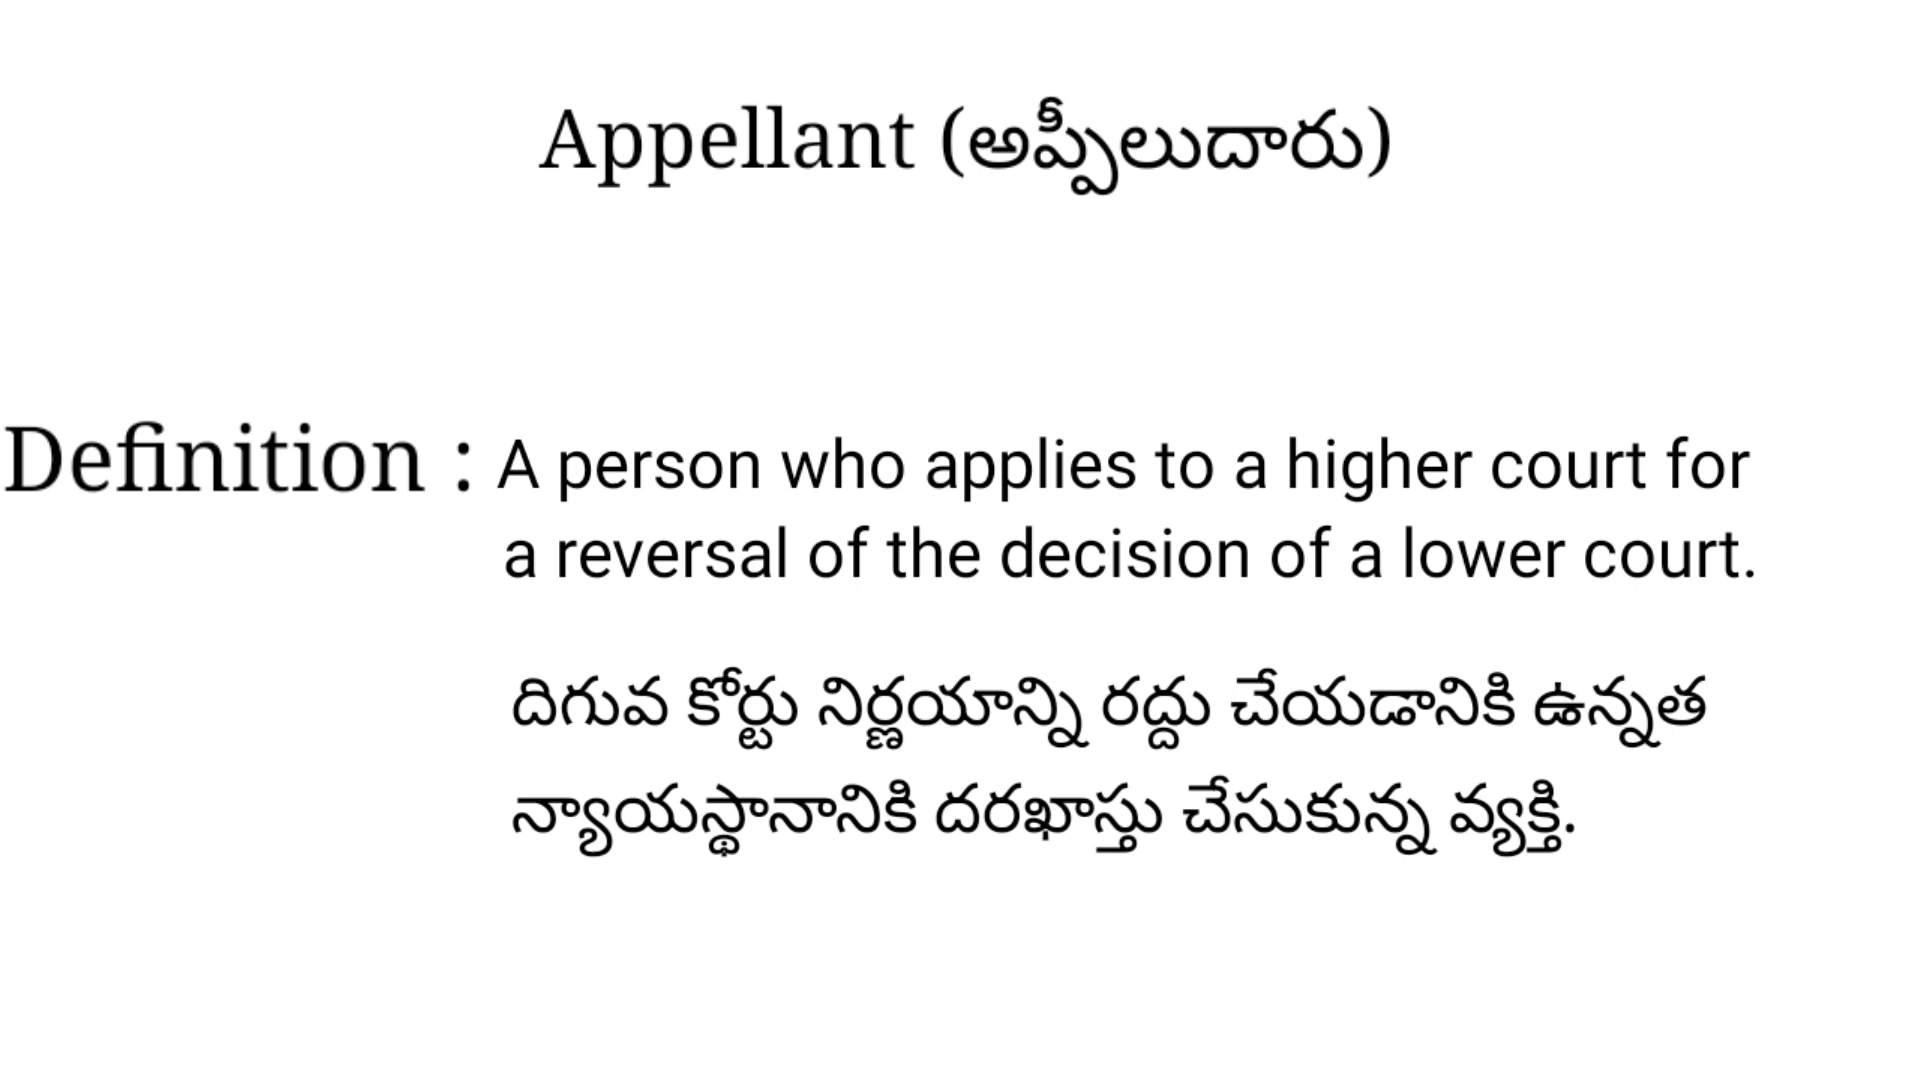 Appellant (అప్పీలుదారు)
Definition : A person who applies to a higher court for
a reversal of the decision of a lower court.
దిగువ కోర్టు నిర్ణయాన్ని రద్దు చేయడానికి ఉన్నత
న్యాయస్థానానికి దరఖాస్తు చేసుకున్న వ్యక్తి.